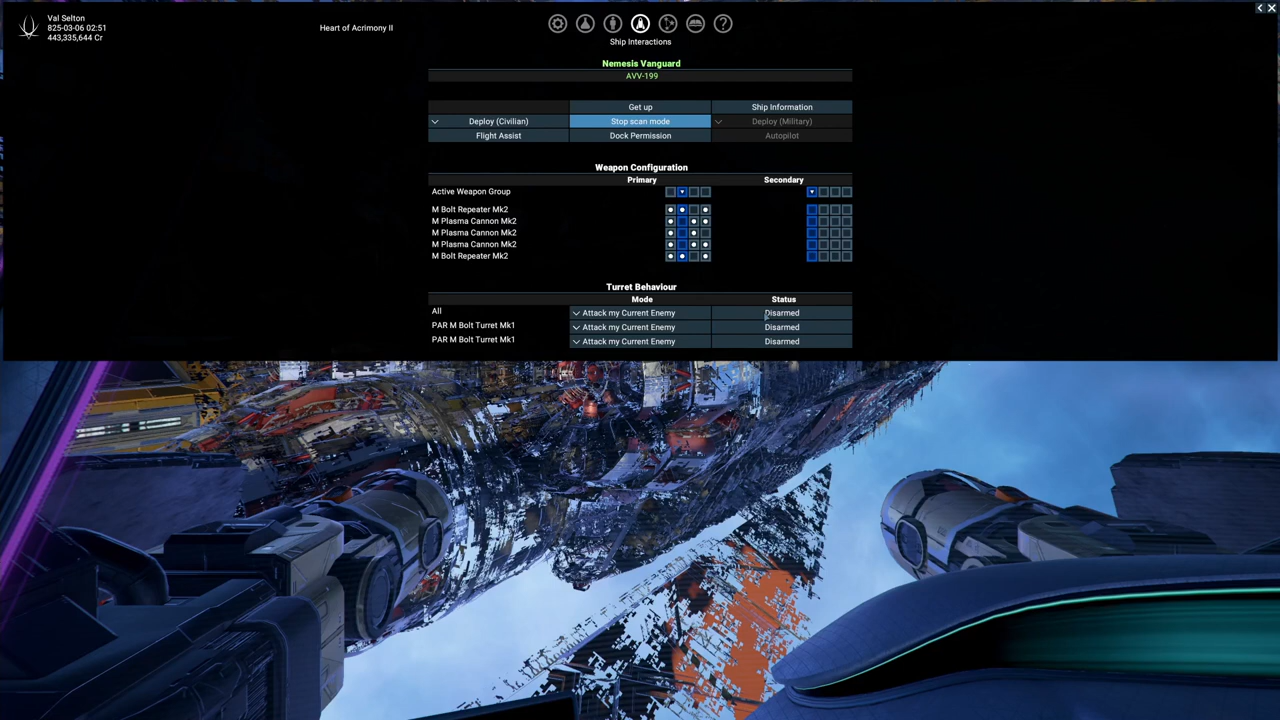 Val Selton
825-03-06 02:51
443,335,644 Cr
Heart of Acrimony II
Ship Interactions
Nemesis Vanguard
AVV-199
Get up Ship Information
Deploy (Civilian) Stop scan mode Deploy (Military)
Flight Assist Dock Permission Autopilot
Weapon Configuration
Primary Secondary
Active Weapon Group
M Bolt Repeater Mk2
M Plasma Cannon Mk2
M Plasma Cannon Mk2
M Plasma Cannon Mk2
M Bolt Repeater Mk2
Turret Behaviour
Mode Status
All Attack my Current Enemy Disarmed
PAR M Bolt Turret Mk1 Attack my Current Enemy Disarmed
PAR M Bolt Turret Mk1 Attack my Current Enemy Disarmed